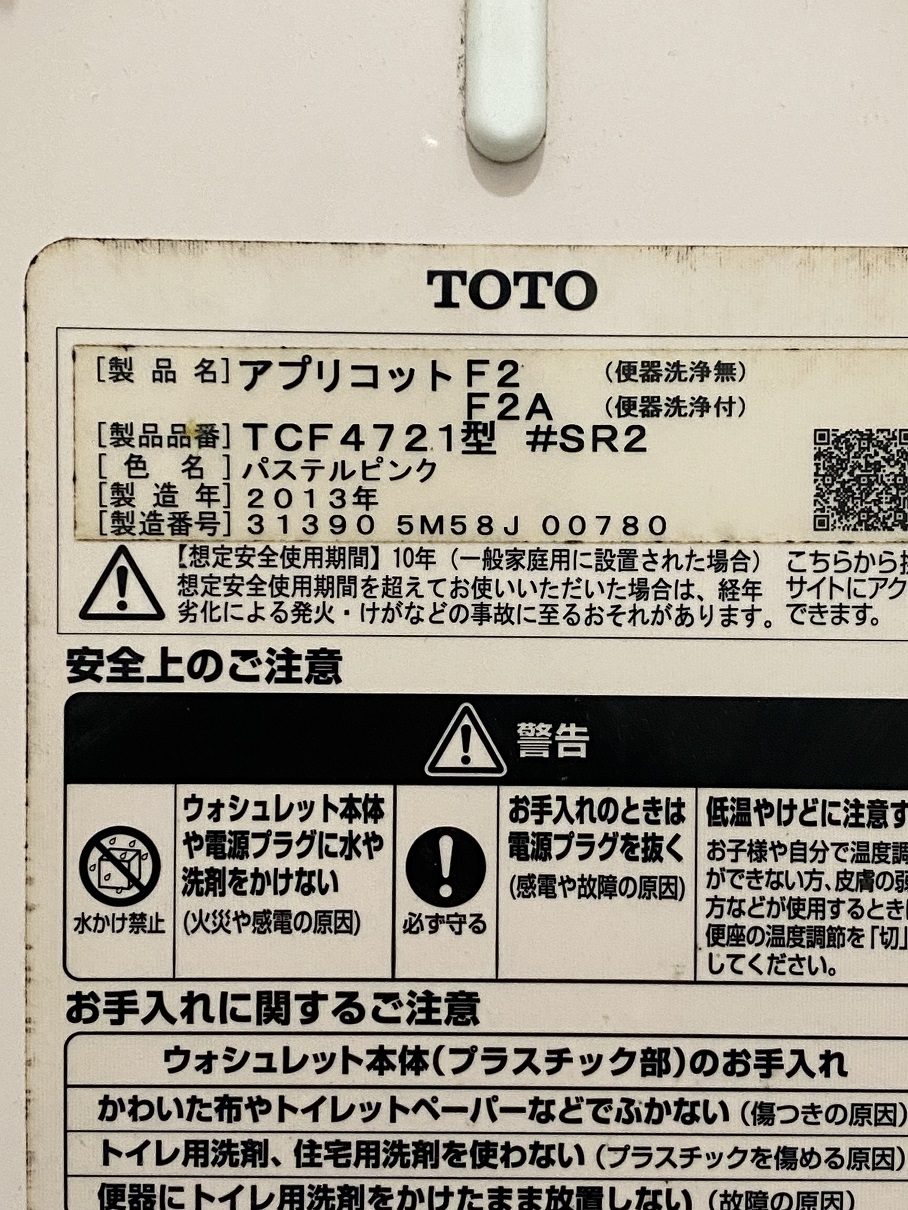 TOTO
[製品名] アプリコット F2 (便器洗浄無)
F2A (便器洗浄付)
[製品品番] TCF4721型 #SR2
[色名] パステルピンク
[製造年] 2013年
[製造番号] 31390 5M58J 00780
【想定安全使用期間】10年（一般家庭用に設置された場合）
想定安全使用期間を超えてお使いいただいた場合は、経年
劣化による発火・けがなどの事故に至るおそれがあります。
こちらから
サイトにアク
できます。
安全上のご注意
警告
水かけ禁止
ウォシュレット本体
や電源プラグに水や
洗剤をかけない
(火災や感電の原因)
必ず守る
お手入れのときは
電源プラグを抜く
(感電や故障の原因)
低温やけどに注意す
お子様や自分で温度調
ができない方、皮膚の弱
方などが使用するとき
便座の温度調節を「切」
してください。
お手入れに関するご注意
ウォシュレット本体(プラスチック部)のお手入れ
かわいた布やトイレットペーパーなどでふかない (傷つきの原因)
トイレ用洗剤、住宅用洗剤を使わない (プラスチックを傷める原因)
便器にトイレ用洗剤をかけたまま放置しない (故障の原因)